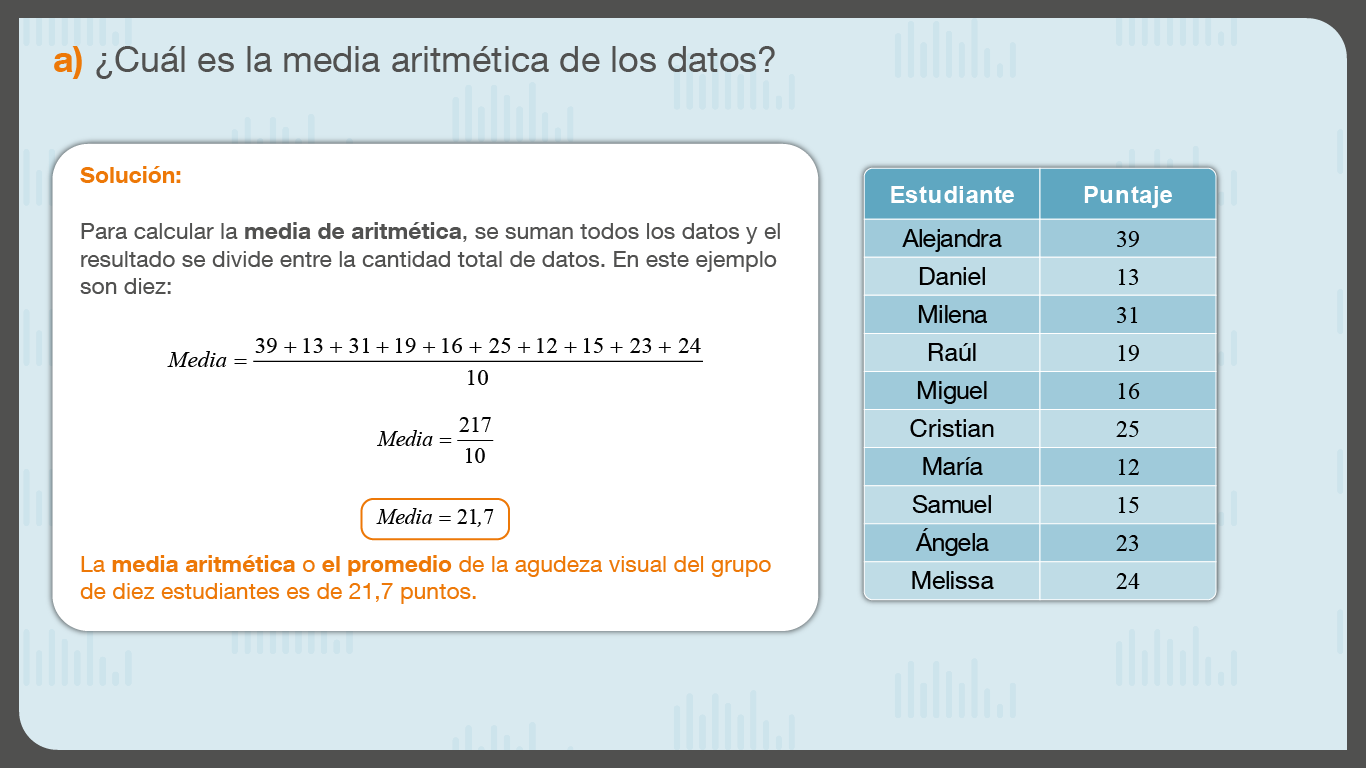 a) ¿Cuál es la media aritmética de los datos?
Solución:
Para calcular la media de aritmética, se suman todos los datos y el
resultado se divide entre la cantidad total de datos. En este ejemplo
son diez:
Media = 39 + 13 + 31 + 19 + 16 + 25 + 12 + 15 + 23 + 24
10
Media = 217
10
Media = 21,7
La media aritmética o el promedio de la agudeza visual del grupo
de diez estudiantes es de 21,7 puntos.
Estudiante Puntaje
Alejandra 39
Daniel 13
Milena 31
Raúl 19
Miguel 16
Cristian 25
María 12
Samuel 15
Ángela 23
Melissa 24